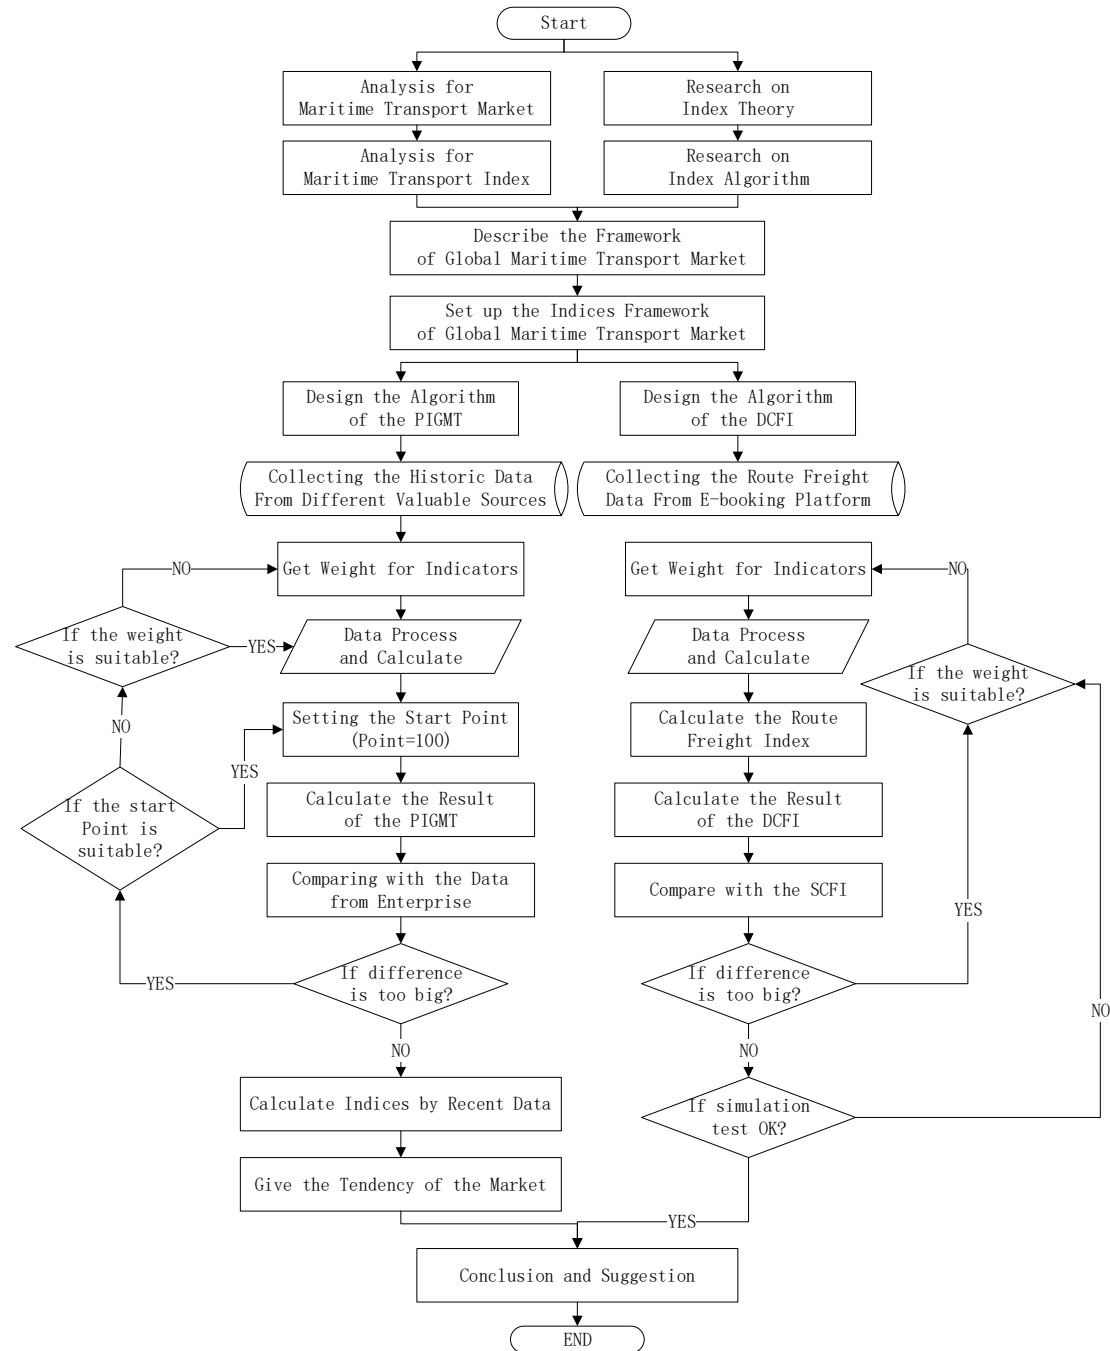 Start
Analysis for
Maritime Transport Market
Research on
Index Theory
Analysis for
Maritime Transport Index
Research on
Index Algorithm
Describe the Framework
of Global Maritime Transport Market
Set up the Indices Framework
of Global Maritime Transport Market
Design the Algorithm
of the PIGMT
Design the Algorithm
of the DCFI
Collecting the Historic Data
From Different Valuable Sources
Collecting the Route Freight
Data From E-booking Platform
NO
Get Weight for Indicators
Get Weight for Indicators
NO
If the weight
is suitable?
YES
Data Process
and Calculate
Data Process
and Calculate
If the weight
is suitable?
NO
Setting the Start Point
(Point=100)
Calculate the Route
Freight Index
YES
If the start
Point is
suitable?
Calculate the Result
of the PIGMT
Calculate the Result
of the DCFI
Comparing with the Data
from Enterprise
Compare with the SCFI
YES
YES
If difference
is too big?
If difference
is too big?
NO
NO
NO
Calculate Indices by Recent Data
If simulation
test OK?
Give the Tendency of the Market
YES
Conclusion and Suggestion
END